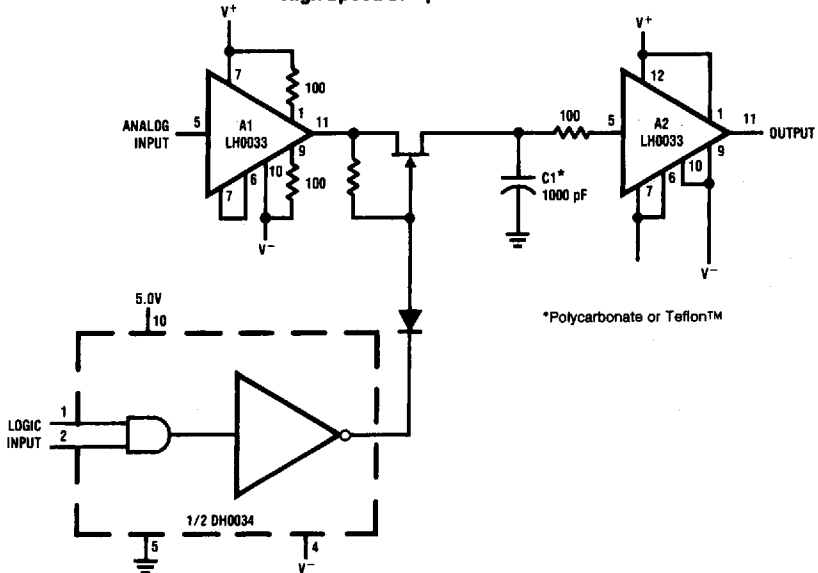 High Speed
V+
7
100
1
5
ANALOG
INPUT
A1
LH0033
11
9
10
6
7
100
V−
100
C1*
1000 pF
V+
12
1
5
A2
LH0033
11
OUTPUT
9
10
6
7
V−
*Polycarbonate or Teflon™
5.0V
10
LOGIC
INPUT
1
2
1/2 DH0034
5
4
V−